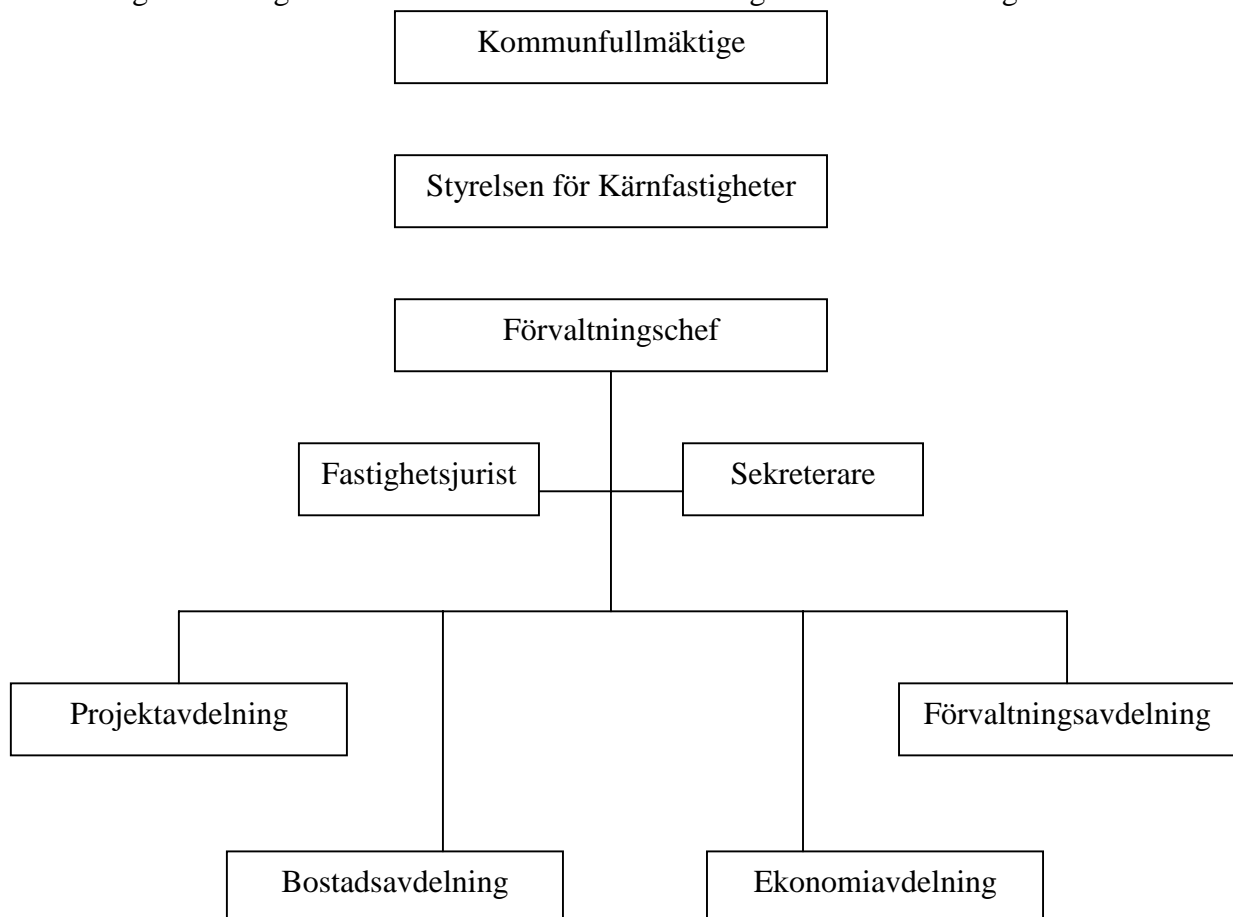 Kommunfullmäktige
Styrelsen för Kärnfastigheter
Förvaltningschef
Fastighetsjurist
Sekreterare
Projektavdelning
Förvaltningsavdelning
Bostadsavdelning
Ekonomiavdelning